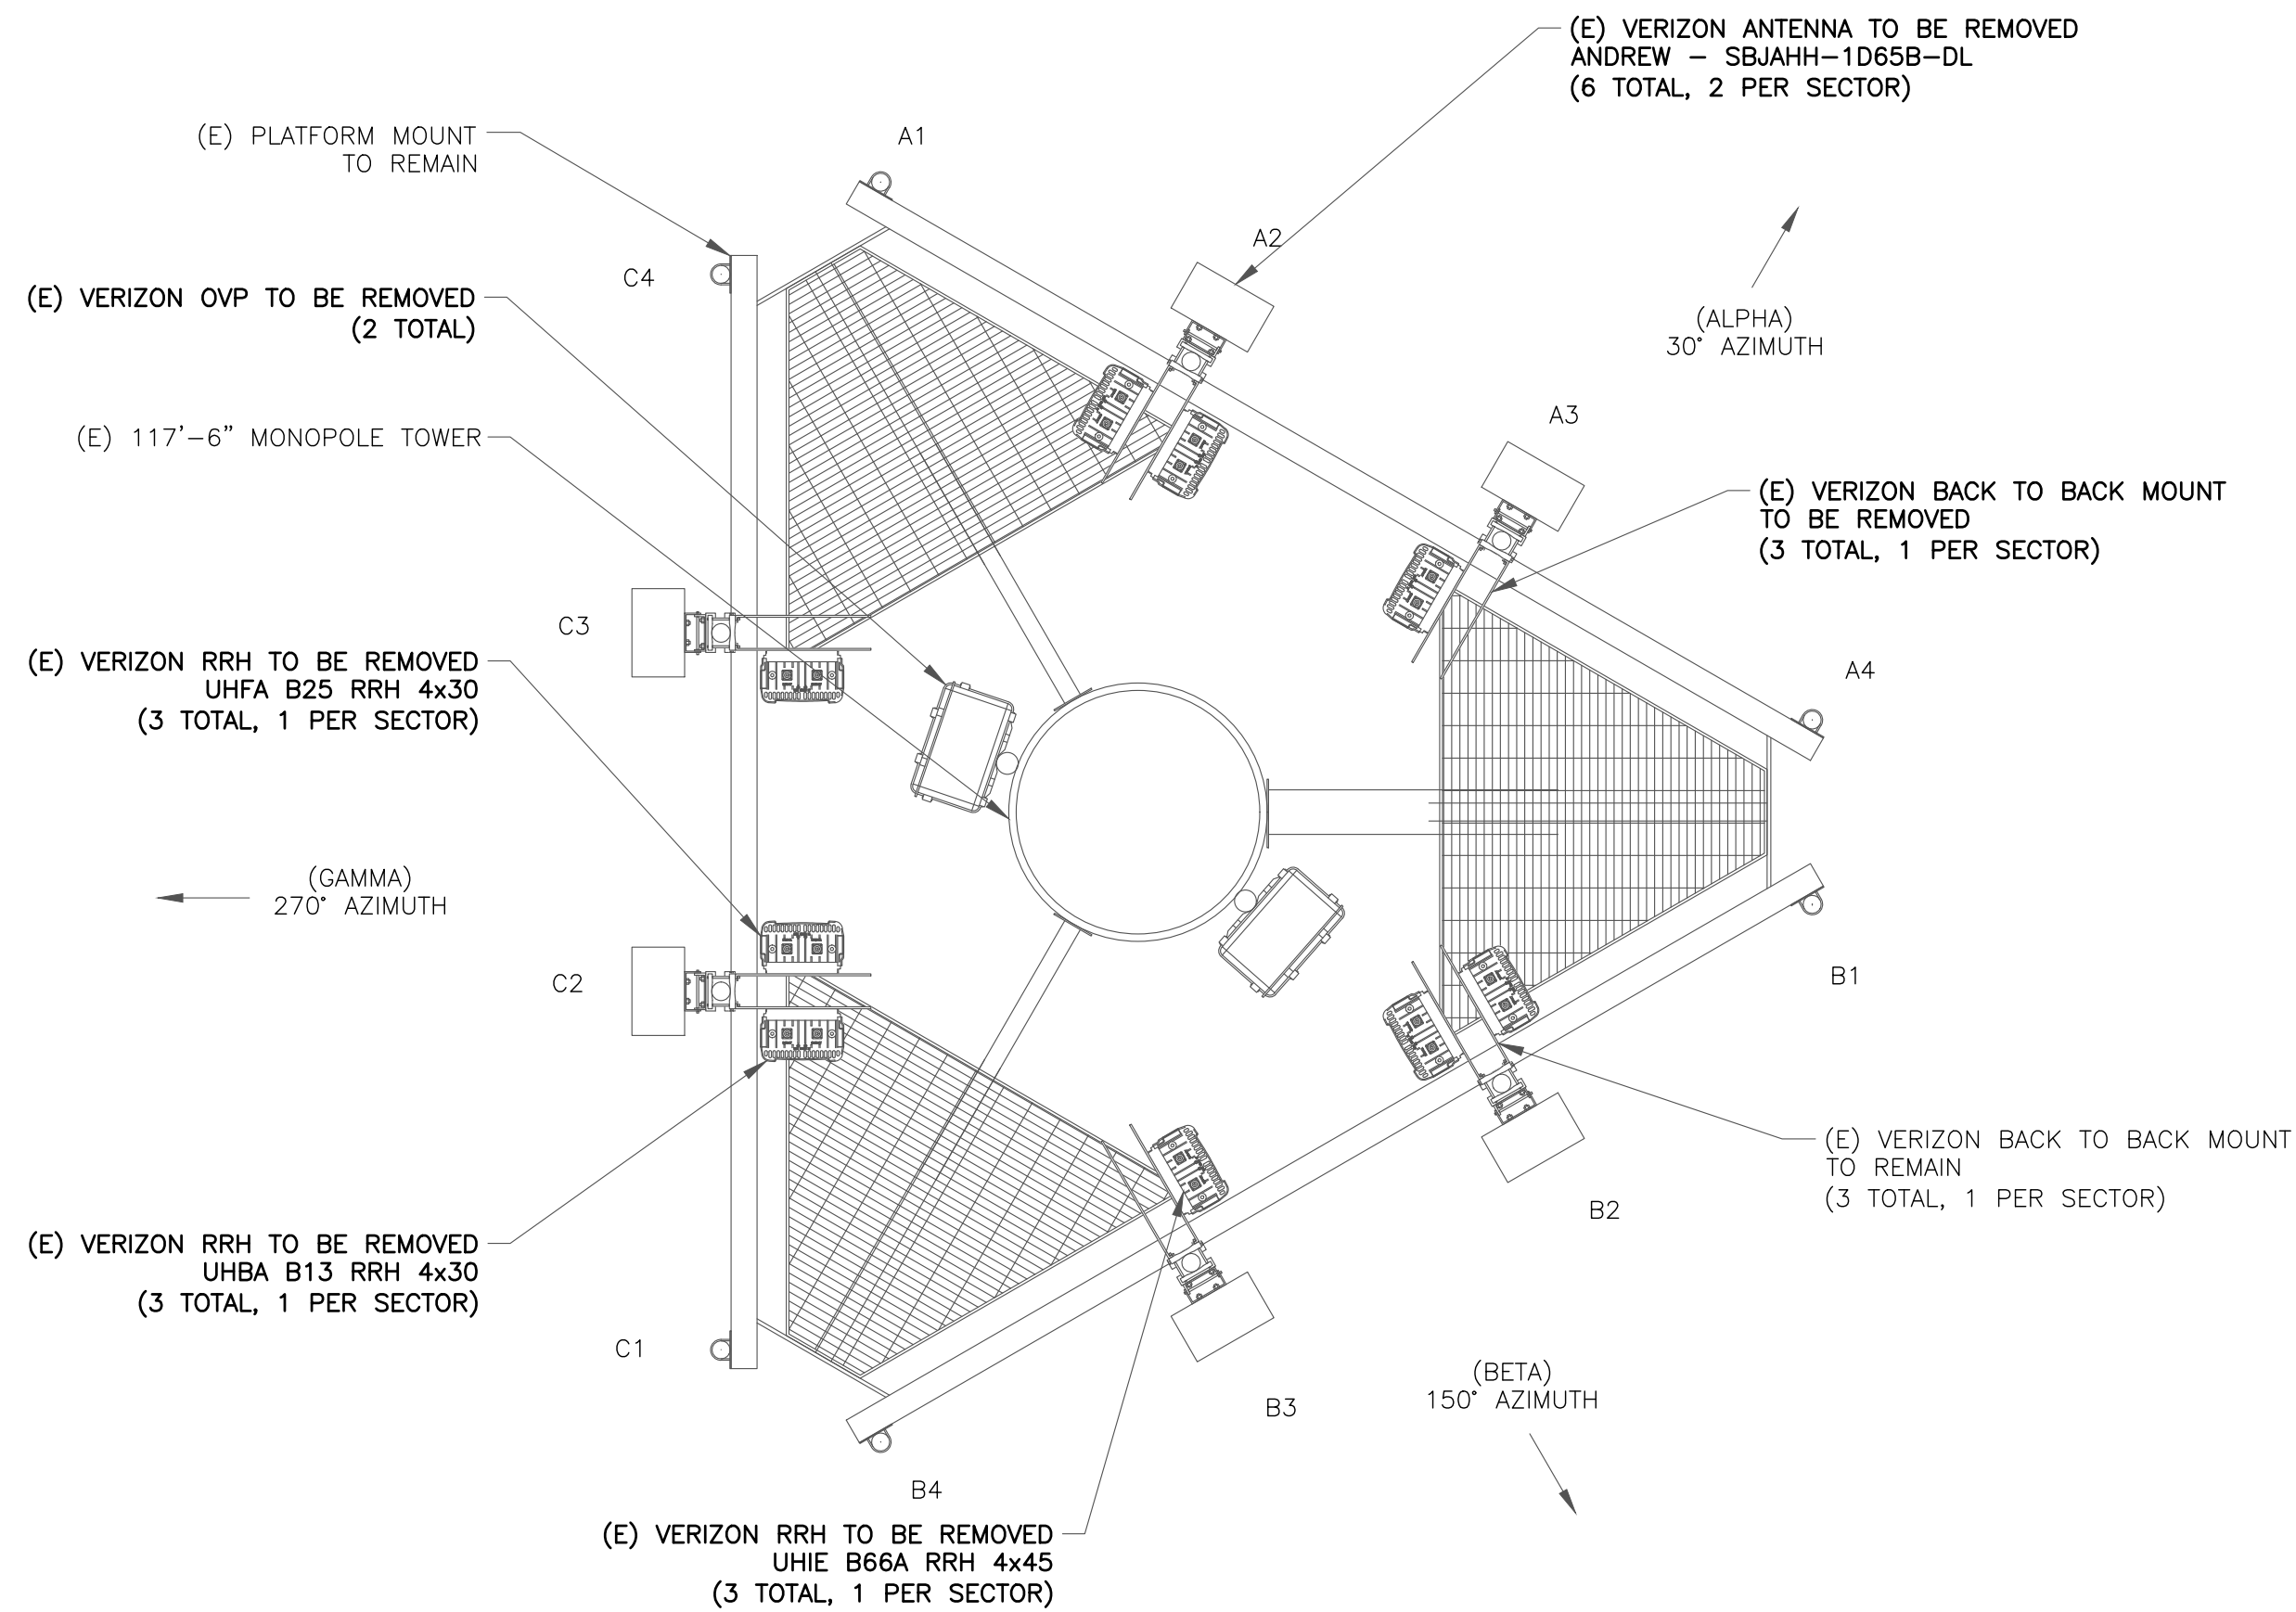 (E) VERIZON ANTENNA TO BE REMOVED
ANDREW - SBJAHH-1D65B-DL
(6 TOTAL, 2 PER SECTOR)
(E) PLATFORM MOUNT
TO REMAIN
A1
A2
C4
(E) VERIZON OVP TO BE REMOVED
(2 TOTAL)
(ALPHA)
30° AZIMUTH
(E) 117'-6" MONOPOLE TOWER
A3
(E) VERIZON BACK TO BACK MOUNT
TO BE REMOVED
(3 TOTAL, 1 PER SECTOR)
C3
(E) VERIZON RRH TO BE REMOVED
UHFA B25 RRH 4x30
(3 TOTAL, 1 PER SECTOR)
A4
(GAMMA)
270° AZIMUTH
C2
B1
(E) VERIZON BACK TO BACK MOUNT
TO REMAIN
(3 TOTAL, 1 PER SECTOR)
B2
(E) VERIZON RRH TO BE REMOVED
UHBA B13 RRH 4x30
(3 TOTAL, 1 PER SECTOR)
C1
B3
(BETA)
150° AZIMUTH
B4
(E) VERIZON RRH TO BE REMOVED
UHIE B66A RRH 4x45
(3 TOTAL, 1 PER SECTOR)